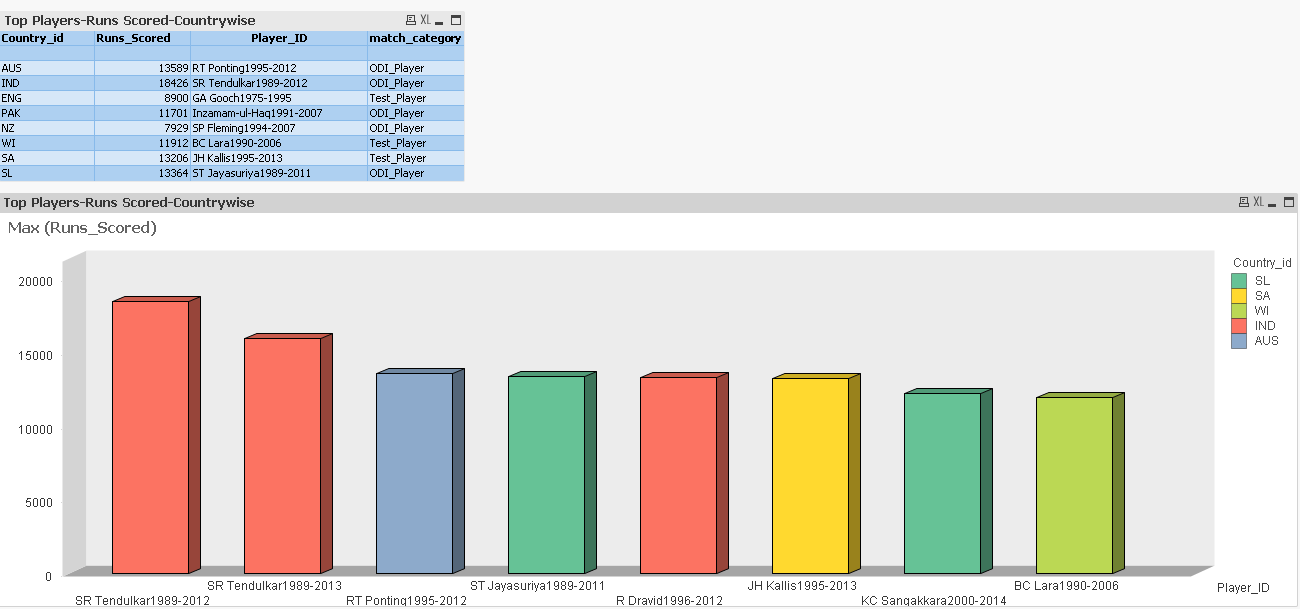 Top Players-Runs Scored-Countrywise XL
Country_id Runs_Scored Player_ID match_category
AUS 13589 RT Ponting1995-2012 ODI_Player
IND 18426 SR Tendulkar1989-2012 ODI_Player
ENG 8900 GA Gooch1975-1995 Test_Player
PAK 11701 Inzamam-ul-Haq1991-2007 ODI_Player
NZ 7929 SP Fleming1994-2007 ODI_Player
WI 11912 BC Lara1990-2006 Test_Player
SA 13206 JH Kallis1995-2013 Test_Player
SL 13364 ST Jayasuriya1989-2011 ODI_Player
Top Players-Runs Scored-Countrywise XL
Max (Runs_Scored)
20000
15000
10000
5000
0
Country_id
SL
SA
WI
IND
AUS
SR Tendulkar1989-2013 ST Jayasuriya1989-2011 JH Kallis1995-2013 BC Lara1990-2006 Player_ID
SR Tendulkar1989-2012 RT Ponting1995-2012 R Dravid1996-2012 KC Sangakkara2000-2014